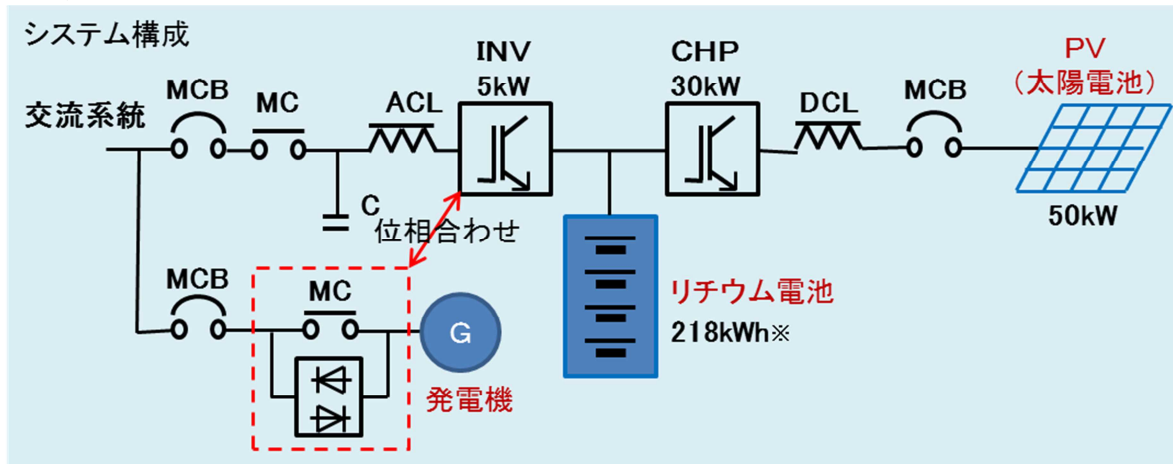 システム構成
交流系統
MCB
MC
ACL
INV
5kW
CHP
30kW
DCL
MCB
PV
(太陽電池)
50kW
C
位相合わせ
MCB
MC
G
発電機
リチウム電池
218kWh※